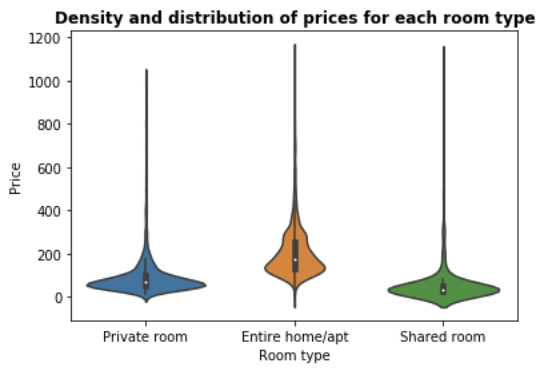 Density and distribution of prices for each room type
1200
1000
800
600
400
200
0
Price
Private room
Entire home/apt
Shared room
Room type